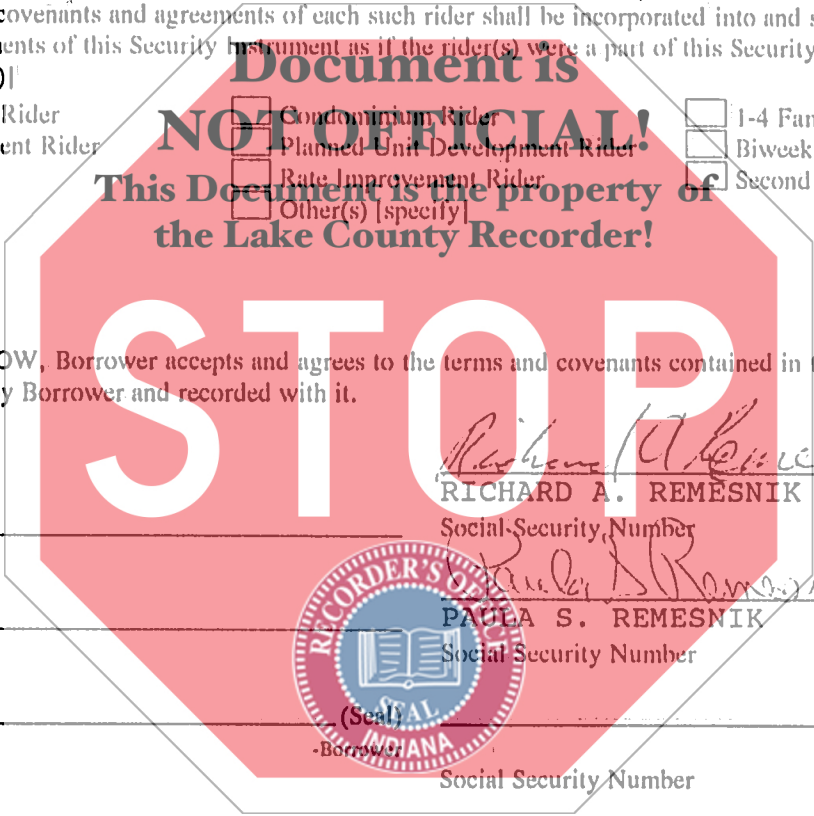 covenants and agreements of each such rider shall be incorporated into and s
ents of this Security Instrument as if the rider(s) were a part of this Security
Document is
Rider Condominium Rider 1-4 Fam
NOT OFFICIAL!
ent Rider Planned Unit Development Rider Biweek
Rate Improvement Rider Second
This Document is the property of
Other(s) [specify]
the Lake County Recorder!
STOP
OW, Borrower accepts and agrees to the terms and covenants contained in t
y Borrower and recorded with it.
RICHARD A. REMESNIK
Social Security Number
Paula S Remes
PAULA S. REMESNIK
Social Security Number
RECORDER'S OFFICE
SEAL
INDIANA
(Seal)
-Borrower
Social Security Number